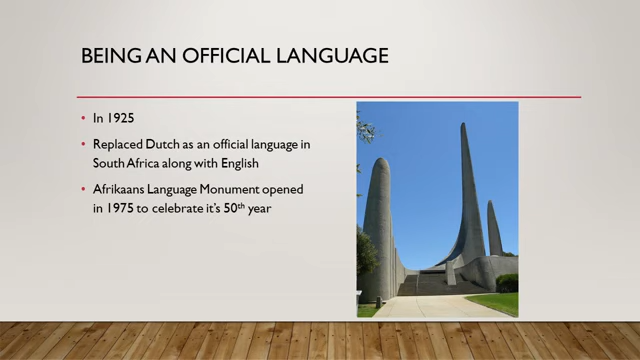 BEING AN OFFICIAL LANGUAGE
• In 1925
• Replaced Dutch as an official language in
South Africa along with English
• Afrikaans Language Monument opened
in 1975 to celebrate it's 50th year